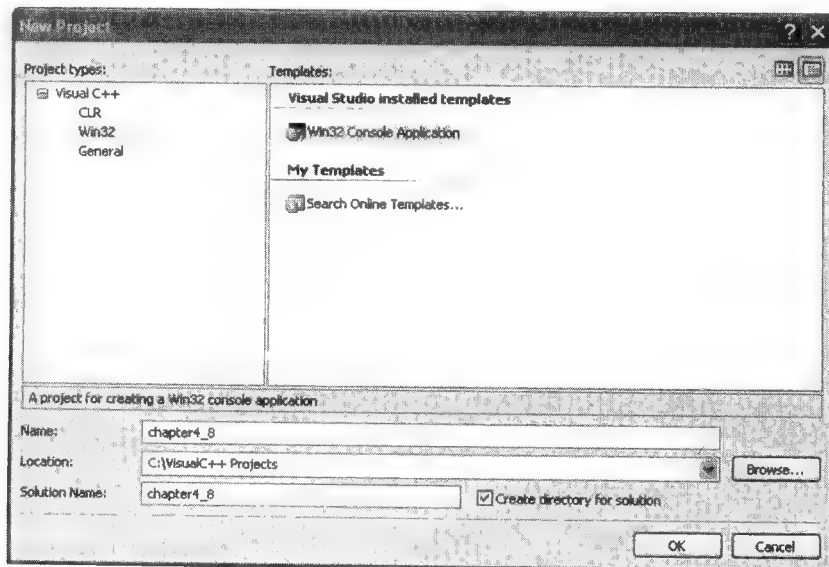 New Project
Project types:
Templates:
Visual C++
CLR
Win32
General
Visual Studio installed templates
Win32 Console Application
My Templates
Search Online Templates...
A project for creating a Win32 console application
Name:
chapter4_8
Location:
C:\VisualC++ Projects
Browse...
Solution Name:
chapter4_8
Create directory for solution
OK
Cancel